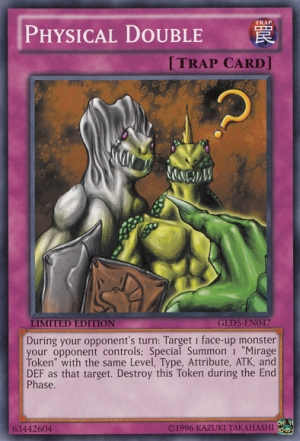 PHYSICAL DOUBLE
TRAP
罠
[TRAP CARD]
?
LIMITED EDITION
GLD5-EN047
During your opponent's turn: Target 1 face-up monster
your opponent controls; Special Summon 1 "Mirage
Token" with the same Level, Type, Attribute, ATK, and
DEF as that target. Destroy this Token during the End
Phase.
63442604
©1996 KAZUKI TAKAHASHI